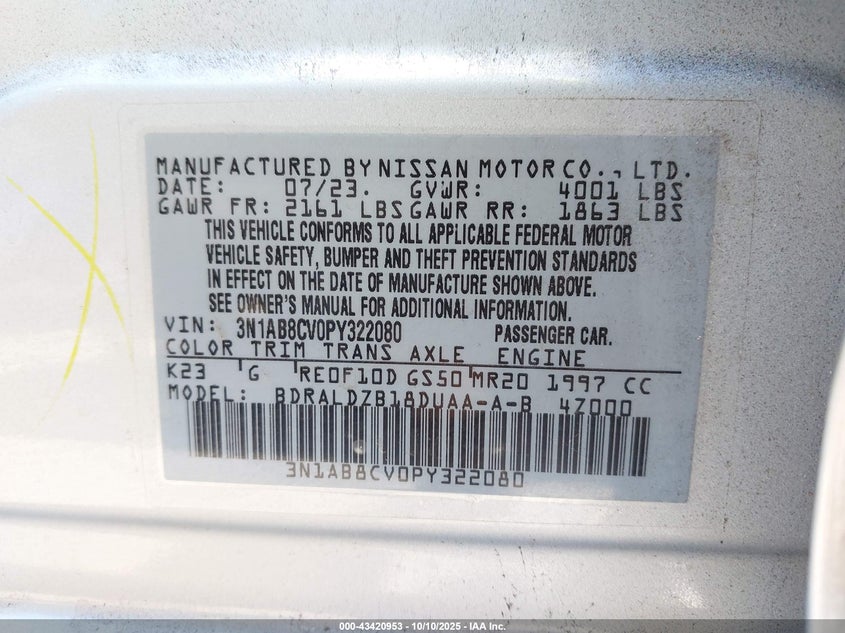 MANUFACTURED BY NISSAN MOTOR CO., LTD.
DATE: 07/23. GVWR: 4001 LBS
GAWR FR: 2161 LBS GAWR RR: 1863 LBS
THIS VEHICLE CONFORMS TO ALL APPLICABLE FEDERAL MOTOR
VEHICLE SAFETY, BUMPER AND THEFT PREVENTION STANDARDS
IN EFFECT ON THE DATE OF MANUFACTURE SHOWN ABOVE.
SEE OWNER'S MANUAL FOR ADDITIONAL INFORMATION.
VIN: 3N1AB8CV0PY322080 PASSENGER CAR.
COLOR TRIM TRANS AXLE ENGINE
K23 G RE0F10D GS50 MR20 1997 CC
MODEL: BDRALDZB18DUAA-A-B 47000
3N1AB8CV0PY322080
000-43420953 - 10/10/2025 - IAA Inc.